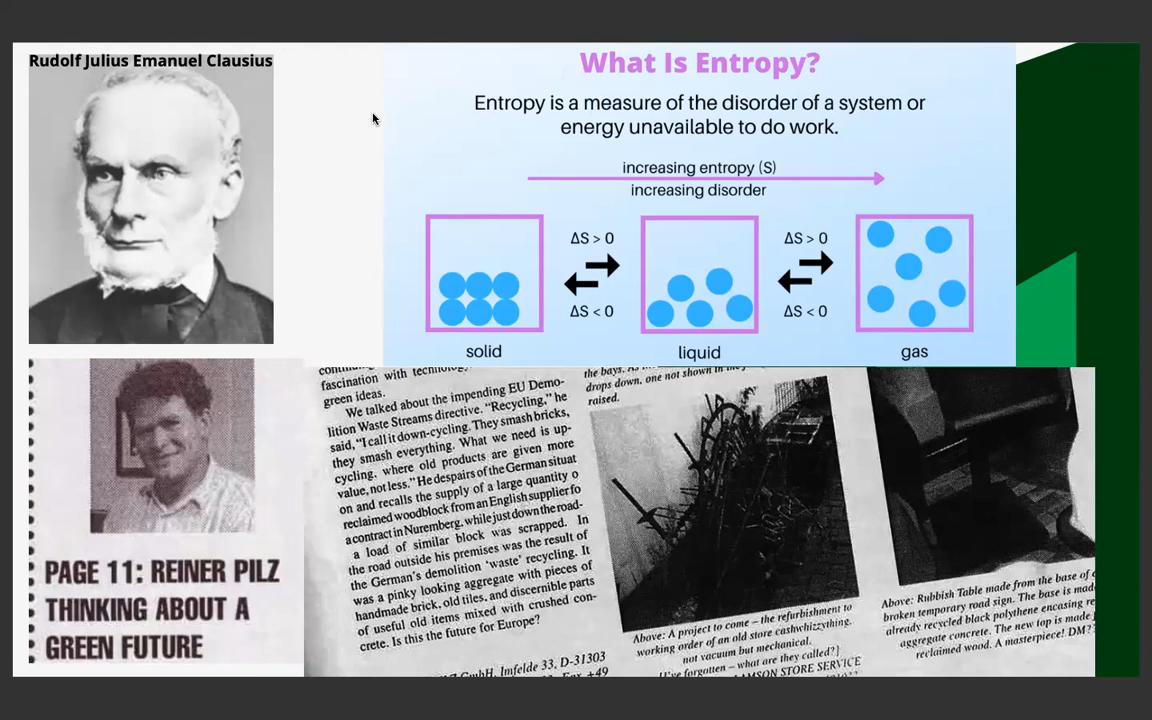 Rudolf Julius Emanuel Clausius
What Is Entropy?
Entropy is a measure of the disorder of a system or
energy unavailable to do work.
increasing entropy (S)
increasing disorder
ΔS > 0
ΔS < 0
ΔS > 0
ΔS < 0
solid
liquid
gas
PAGE 11: REINER PILZ
THINKING ABOUT A
GREEN FUTURE
fascination with technology
green ideas.
We talked about the impending EU Demo-
lition Waste Streams directive. "Recycling," he
said, "I call it down-cycling. They smash bricks,
they smash everything. What we need is up-
cycling, where old products are given more
value, not less." He despairs of the German situat
on and recalls the supply of a large quantity o
reclaimed woodblock from an English supplier fo
a contract in Nuremberg, while just down the road-
a load of similar block was scrapped. In
the road outside his premises was the result of
the German's demolition 'waste' recycling. It
was a pinky looking aggregate with pieces of
handmade brick, old tiles, and discernible parts
of useful old items mixed with crushed con-
crete. Is this the future for Europe?
GmbH, Imfelde 33, D-31303
+49
the bays.
drops down, one not shown in
raised.
Above: A project to come – the refurbishment to
working order of an old store cashwhizzything.
not vacuum but mechanical.
I've forgotten – what are they called?]
LAMSON STORE SERVICE
Above: Rubbish Table made from the base of
broken temporary road sign. The base is mad
already recycled black polythene encasing re
aggregate concrete. The new top is made
reclaimed wood. A masterpiece! DM?